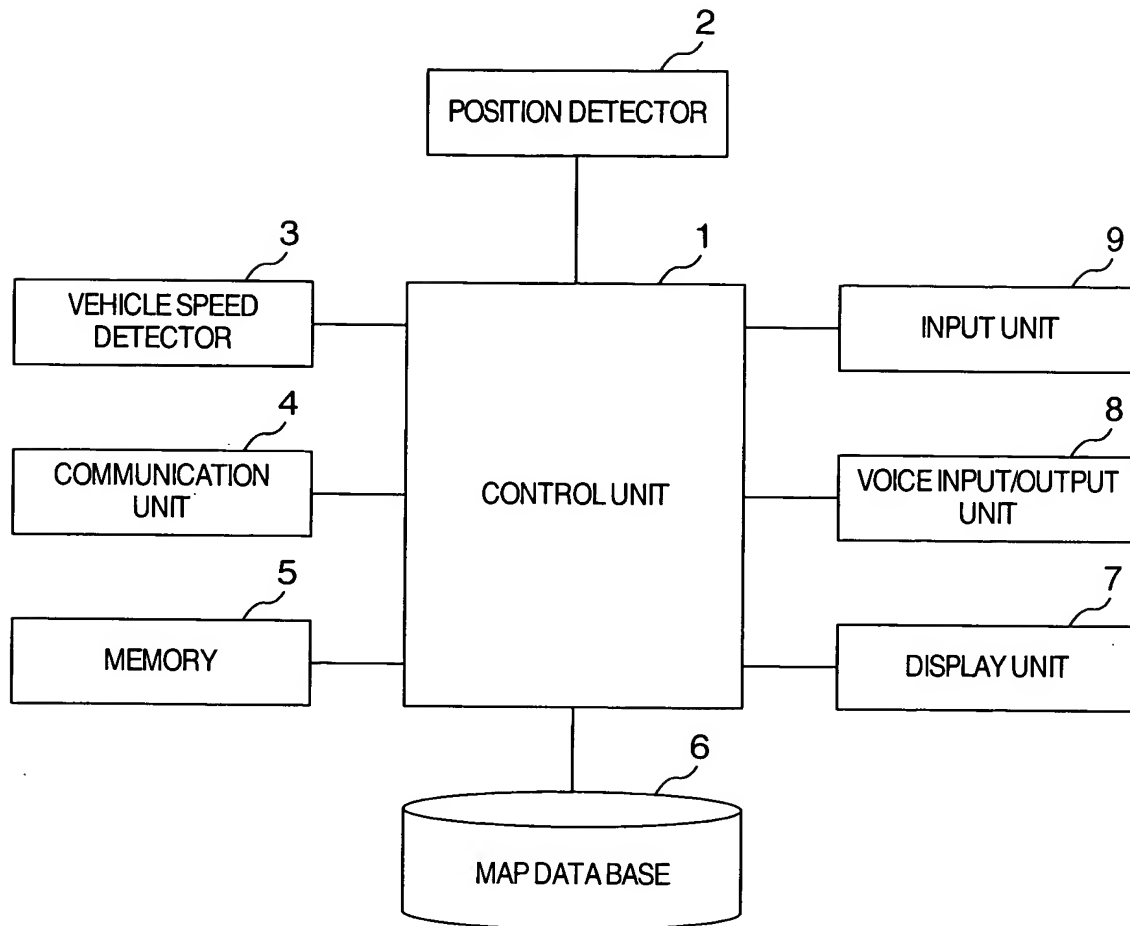 2
POSITION DETECTOR
3
VEHICLE SPEED
DETECTOR
1
CONTROL UNIT
9
INPUT UNIT
4
COMMUNICATION
UNIT
8
VOICE INPUT/OUTPUT
UNIT
5
MEMORY
7
DISPLAY UNIT
6
MAP DATA BASE